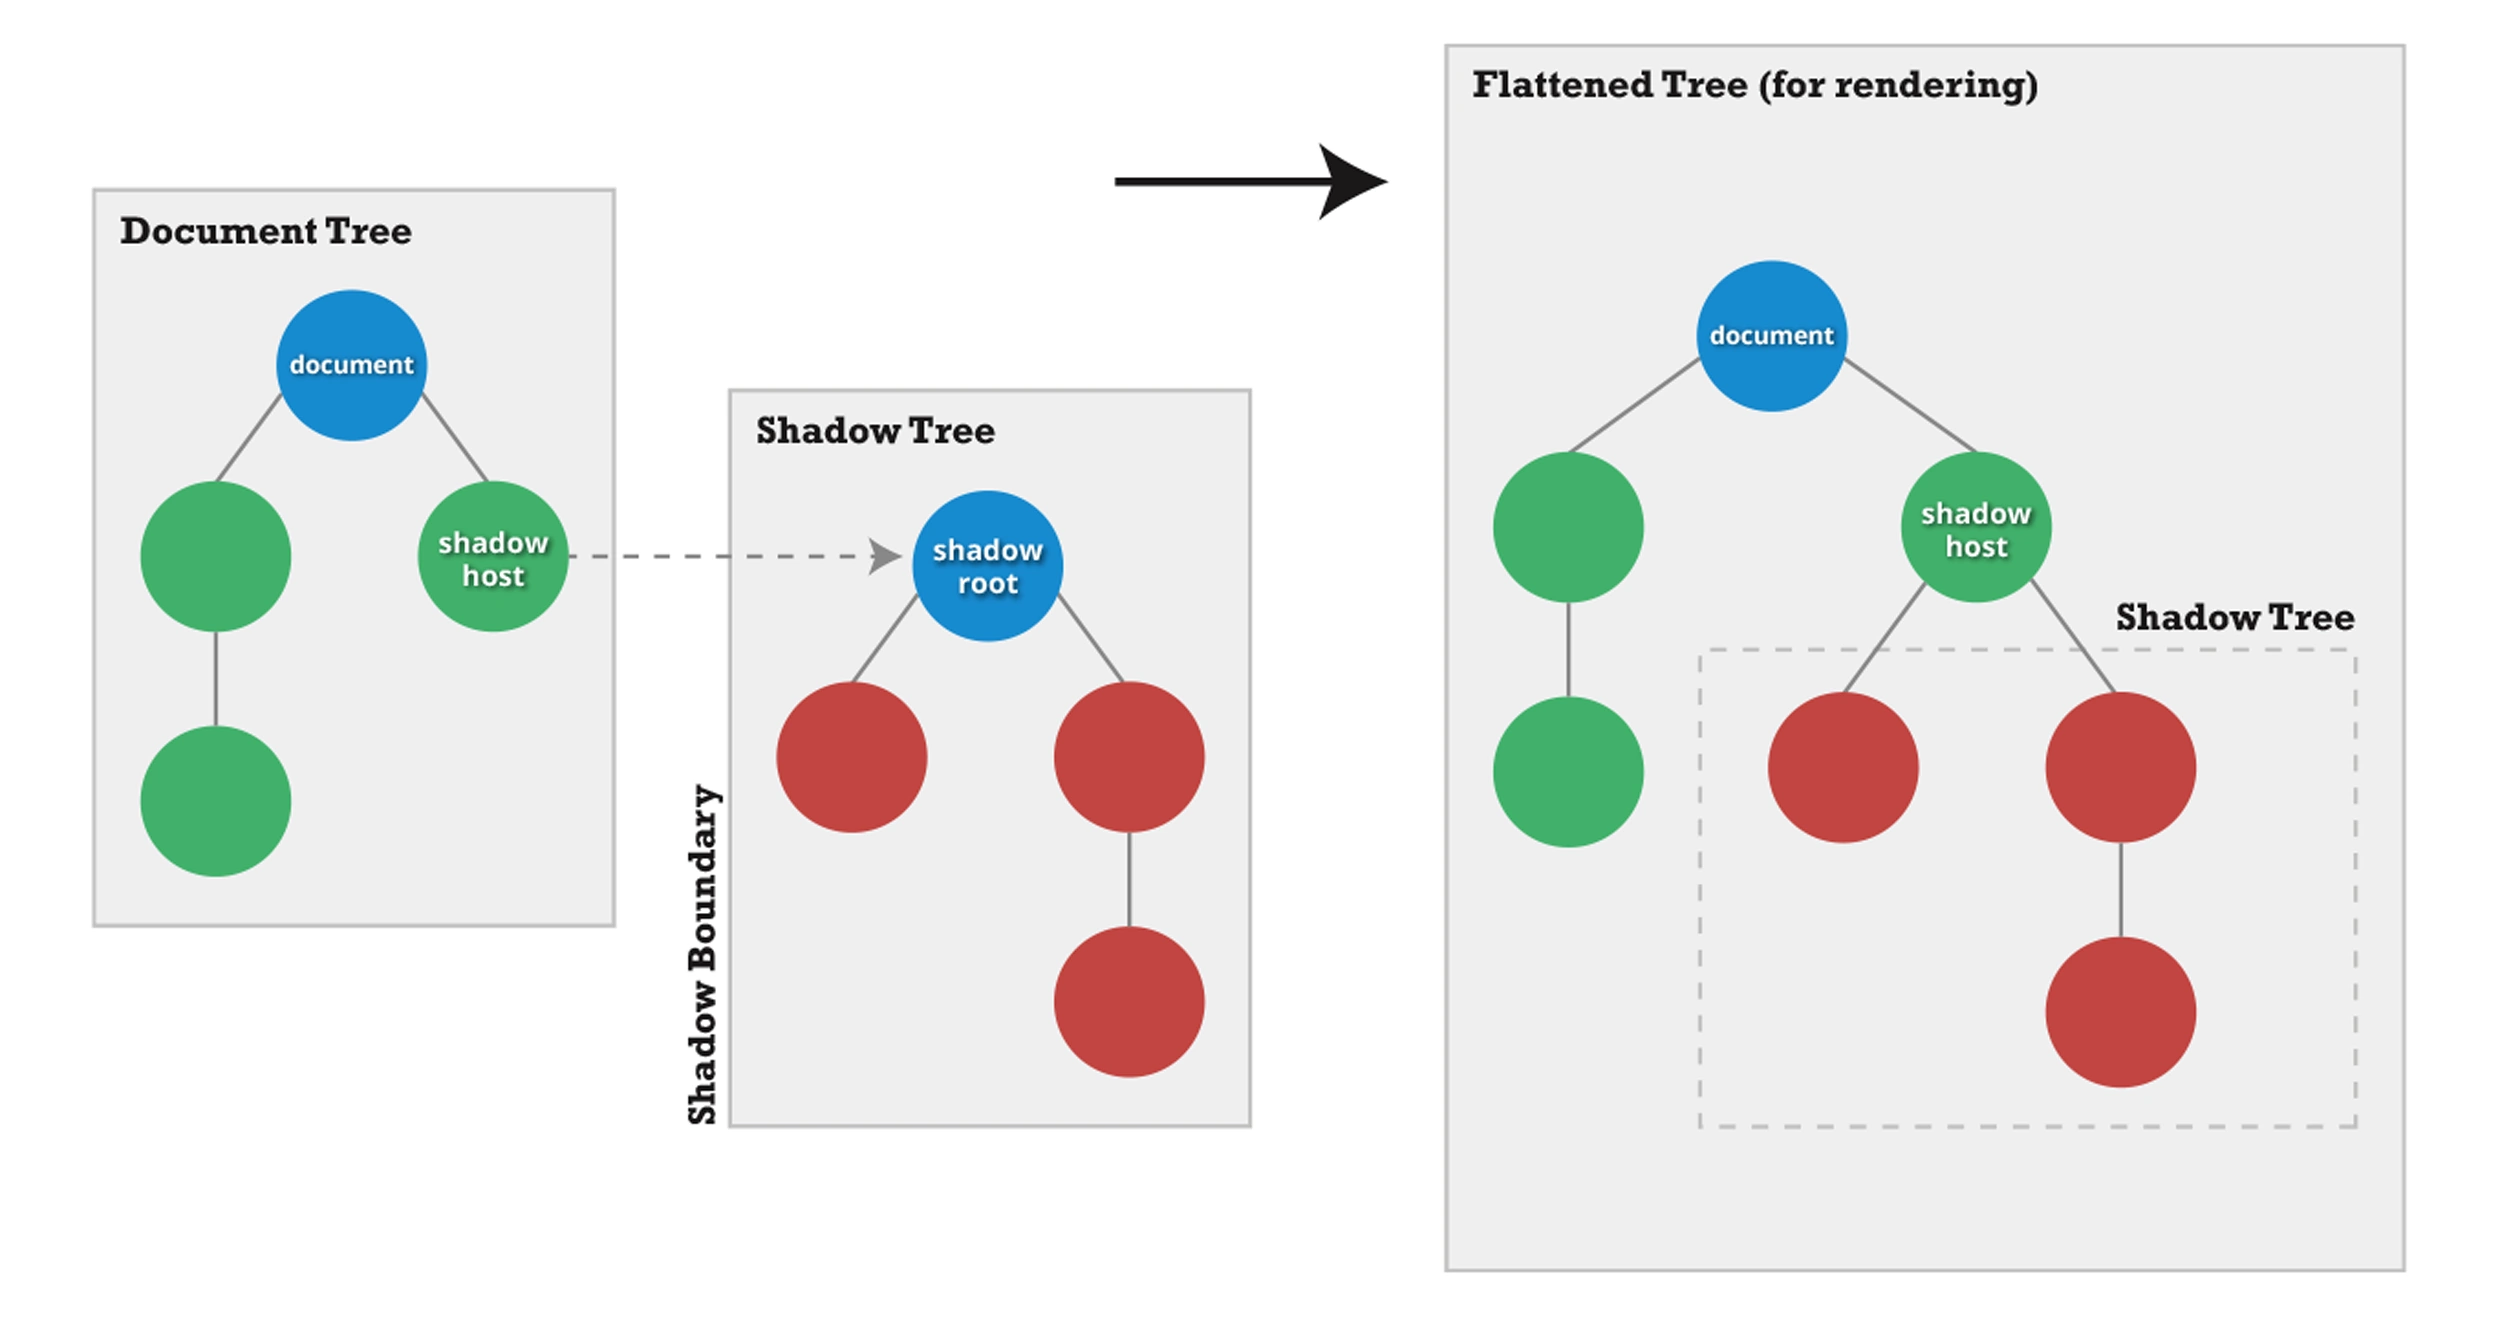 Document Tree
document
shadow
host
Shadow Boundary
Shadow Tree
shadow
root
Flattened Tree (for rendering)
document
shadow
host
Shadow Tree